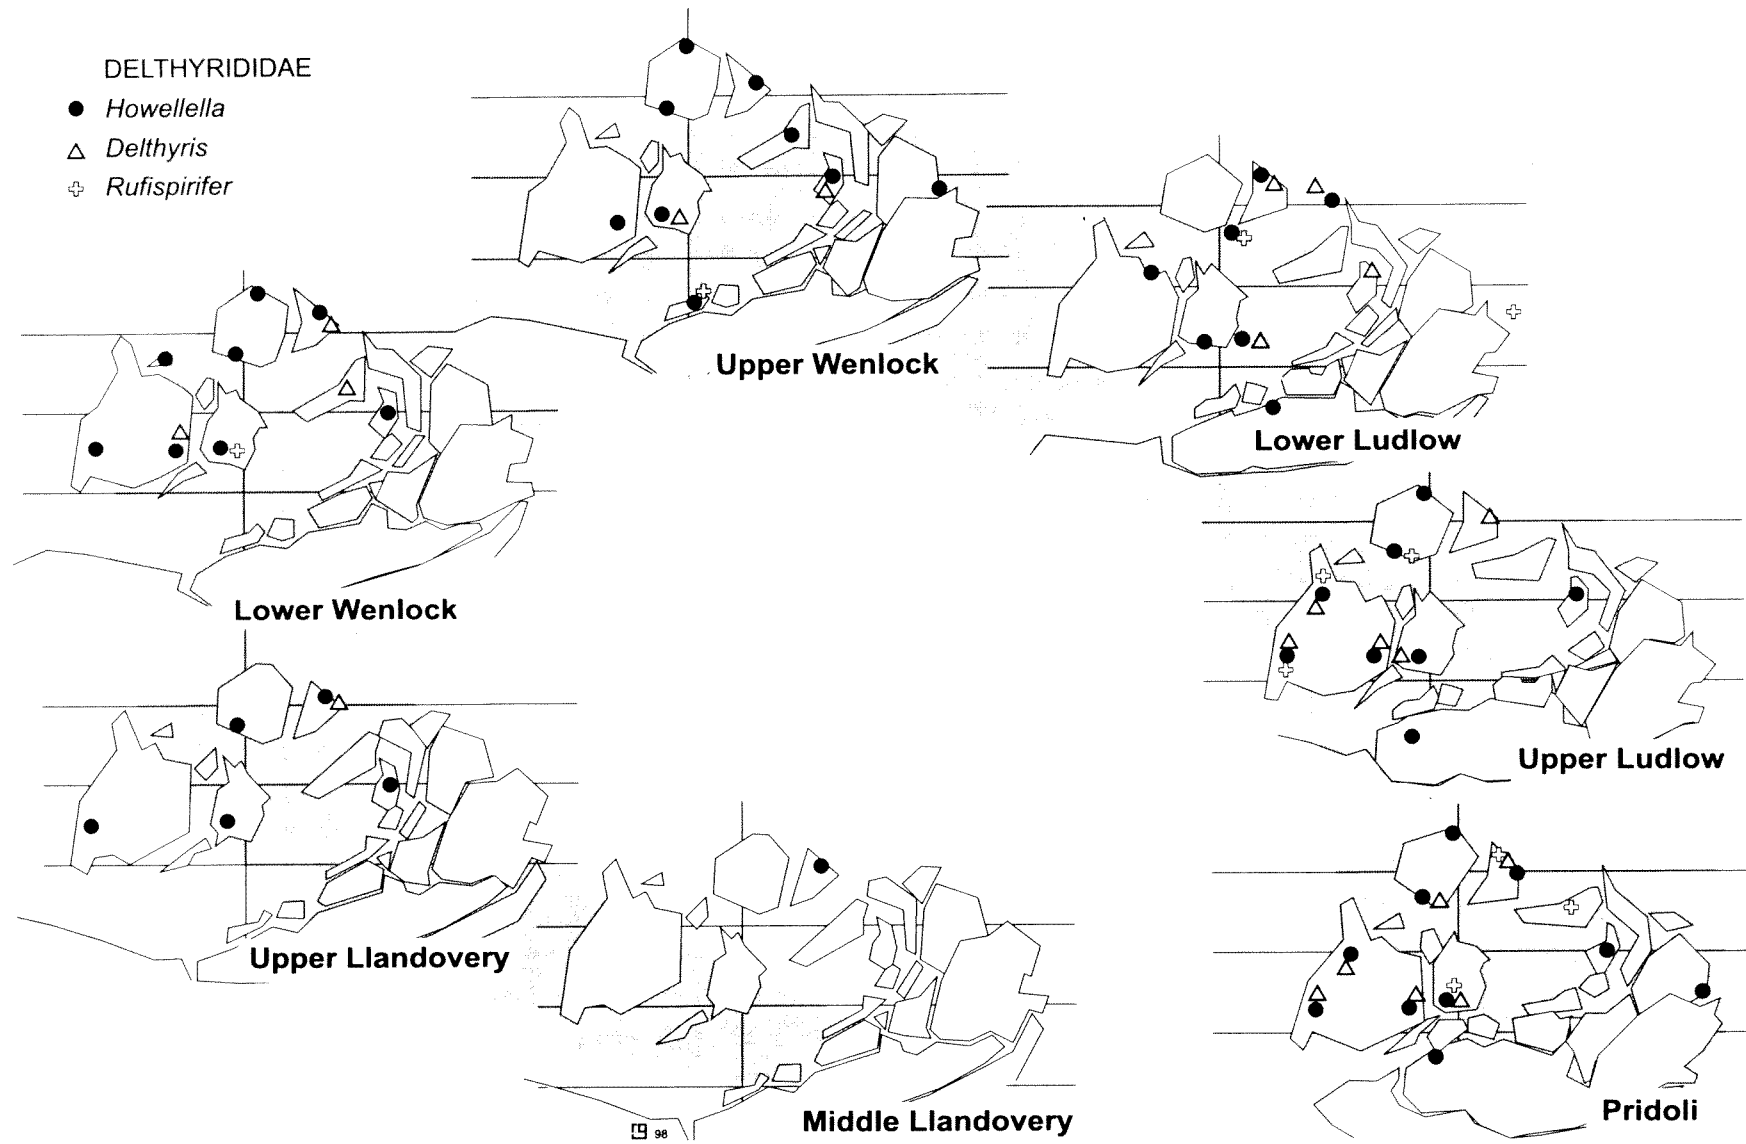 DELTHYRIDIDAE
Howellella
Delthyris
Rufispirifer
Upper Wenlock
Lower Ludlow
Lower Wenlock
Upper Ludlow
Upper Llandovery
Middle Llandovery
Pridoli
98